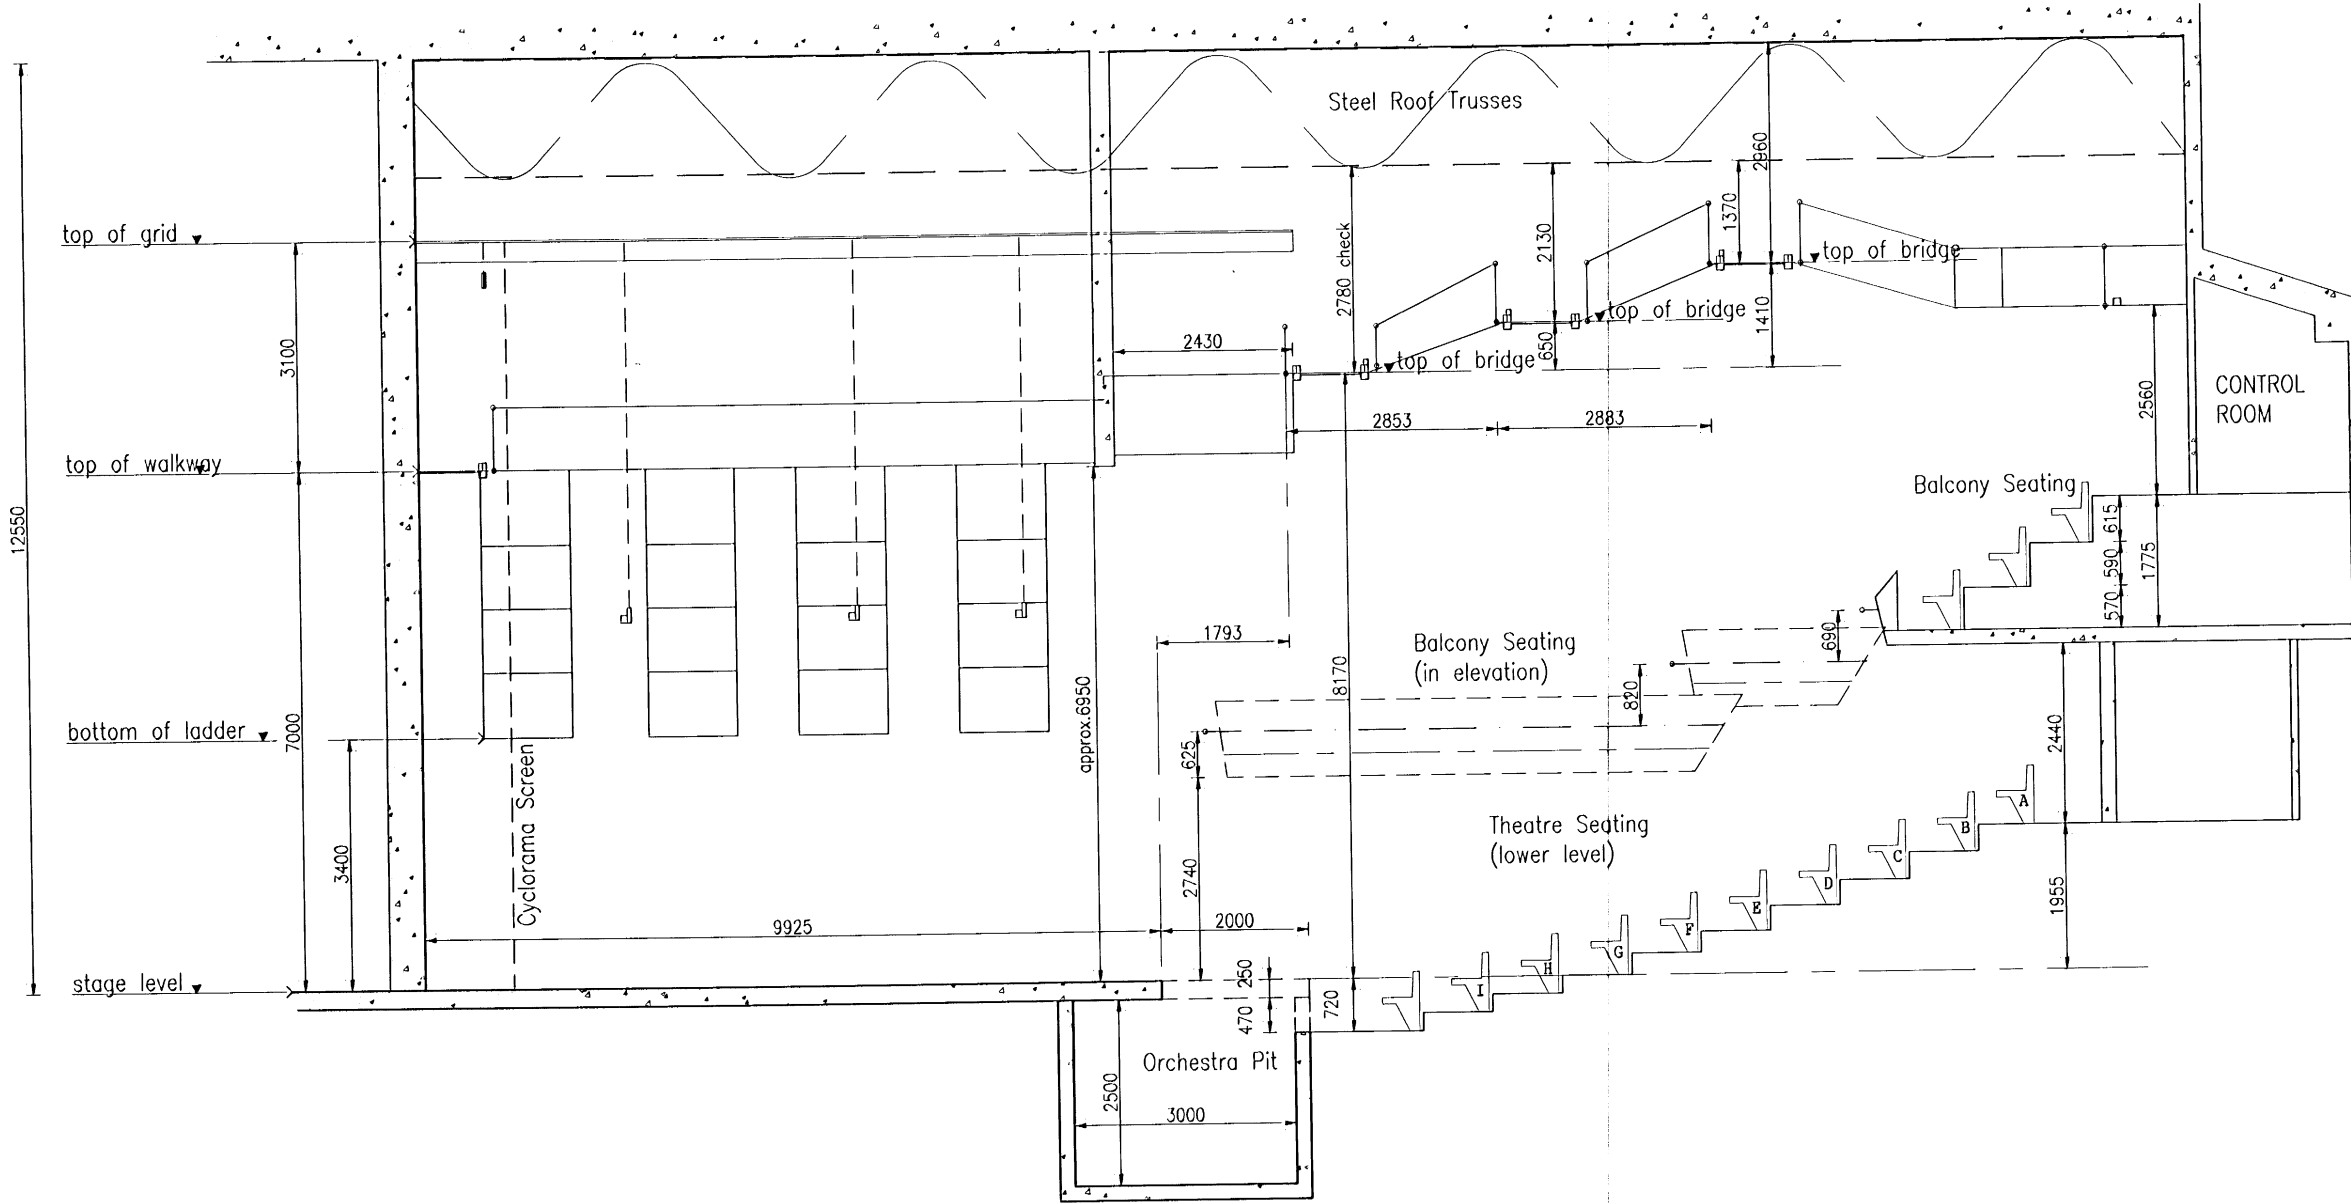 Steel Roof Trusses
2960
1370
2130
2780 check
top of grid
top of bridge
top of bridge
top of bridge
1410
650
3100
2430
2853
2883
CONTROL
ROOM
2560
top of walkway
Balcony Seating
615
590
570
1775
12550
7000
1793
Balcony Seating
(in elevation)
690
820
8170
approx.6950
bottom of ladder
625
2440
Cyclorama Screen
3400
2740
Theatre Seating
(lower level)
A
B
C
D
E
F
G
H
I
1955
9925
2000
stage level
250
470
720
Orchestra Pit
2500
3000